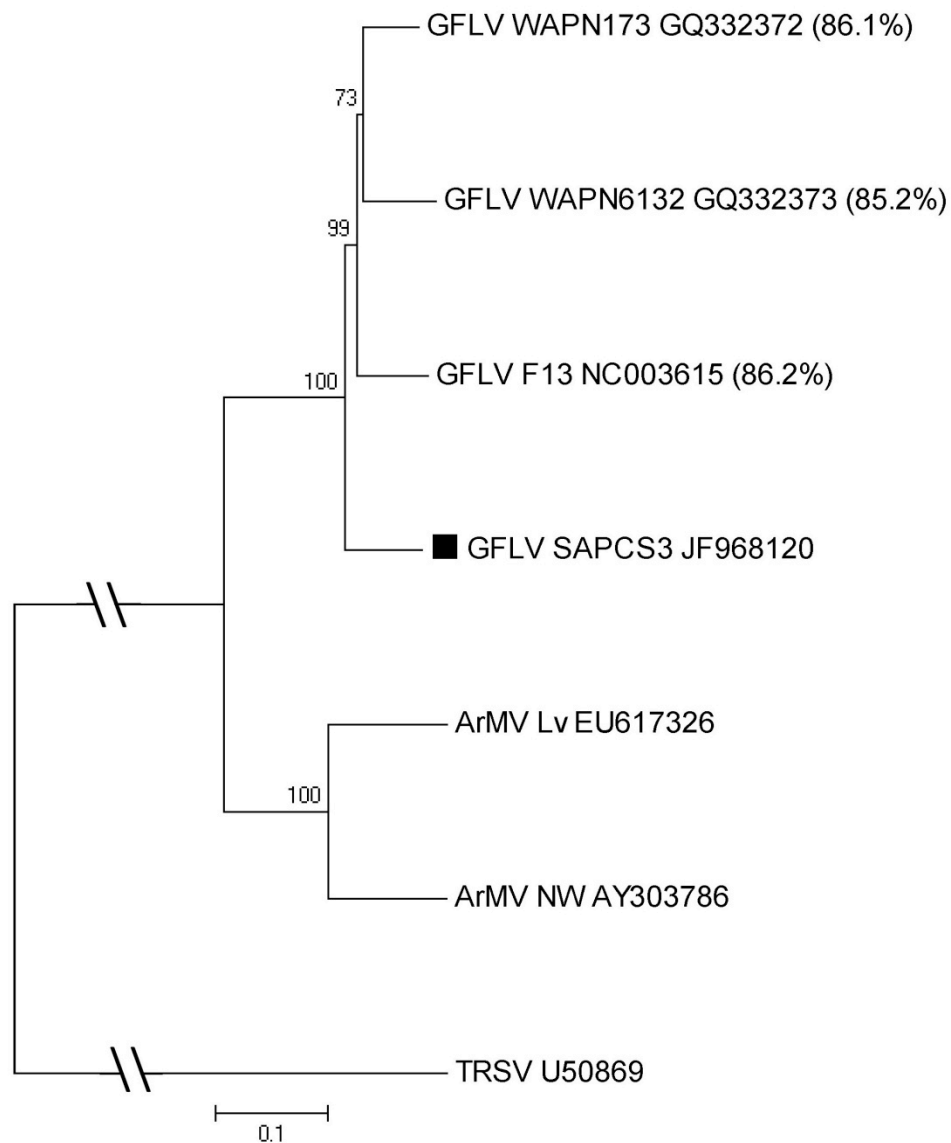 GFLV WAPN173 GQ332372 (86.1%)
73
GFLV WAPN6132 GQ332373 (85.2%)
99
GFLV F13 NC003615 (86.2%)
100
GFLV SAPCS3 JF968120
ArMV Lv EU617326
100
ArMV NW AY303786
TRSV U50869
0.1